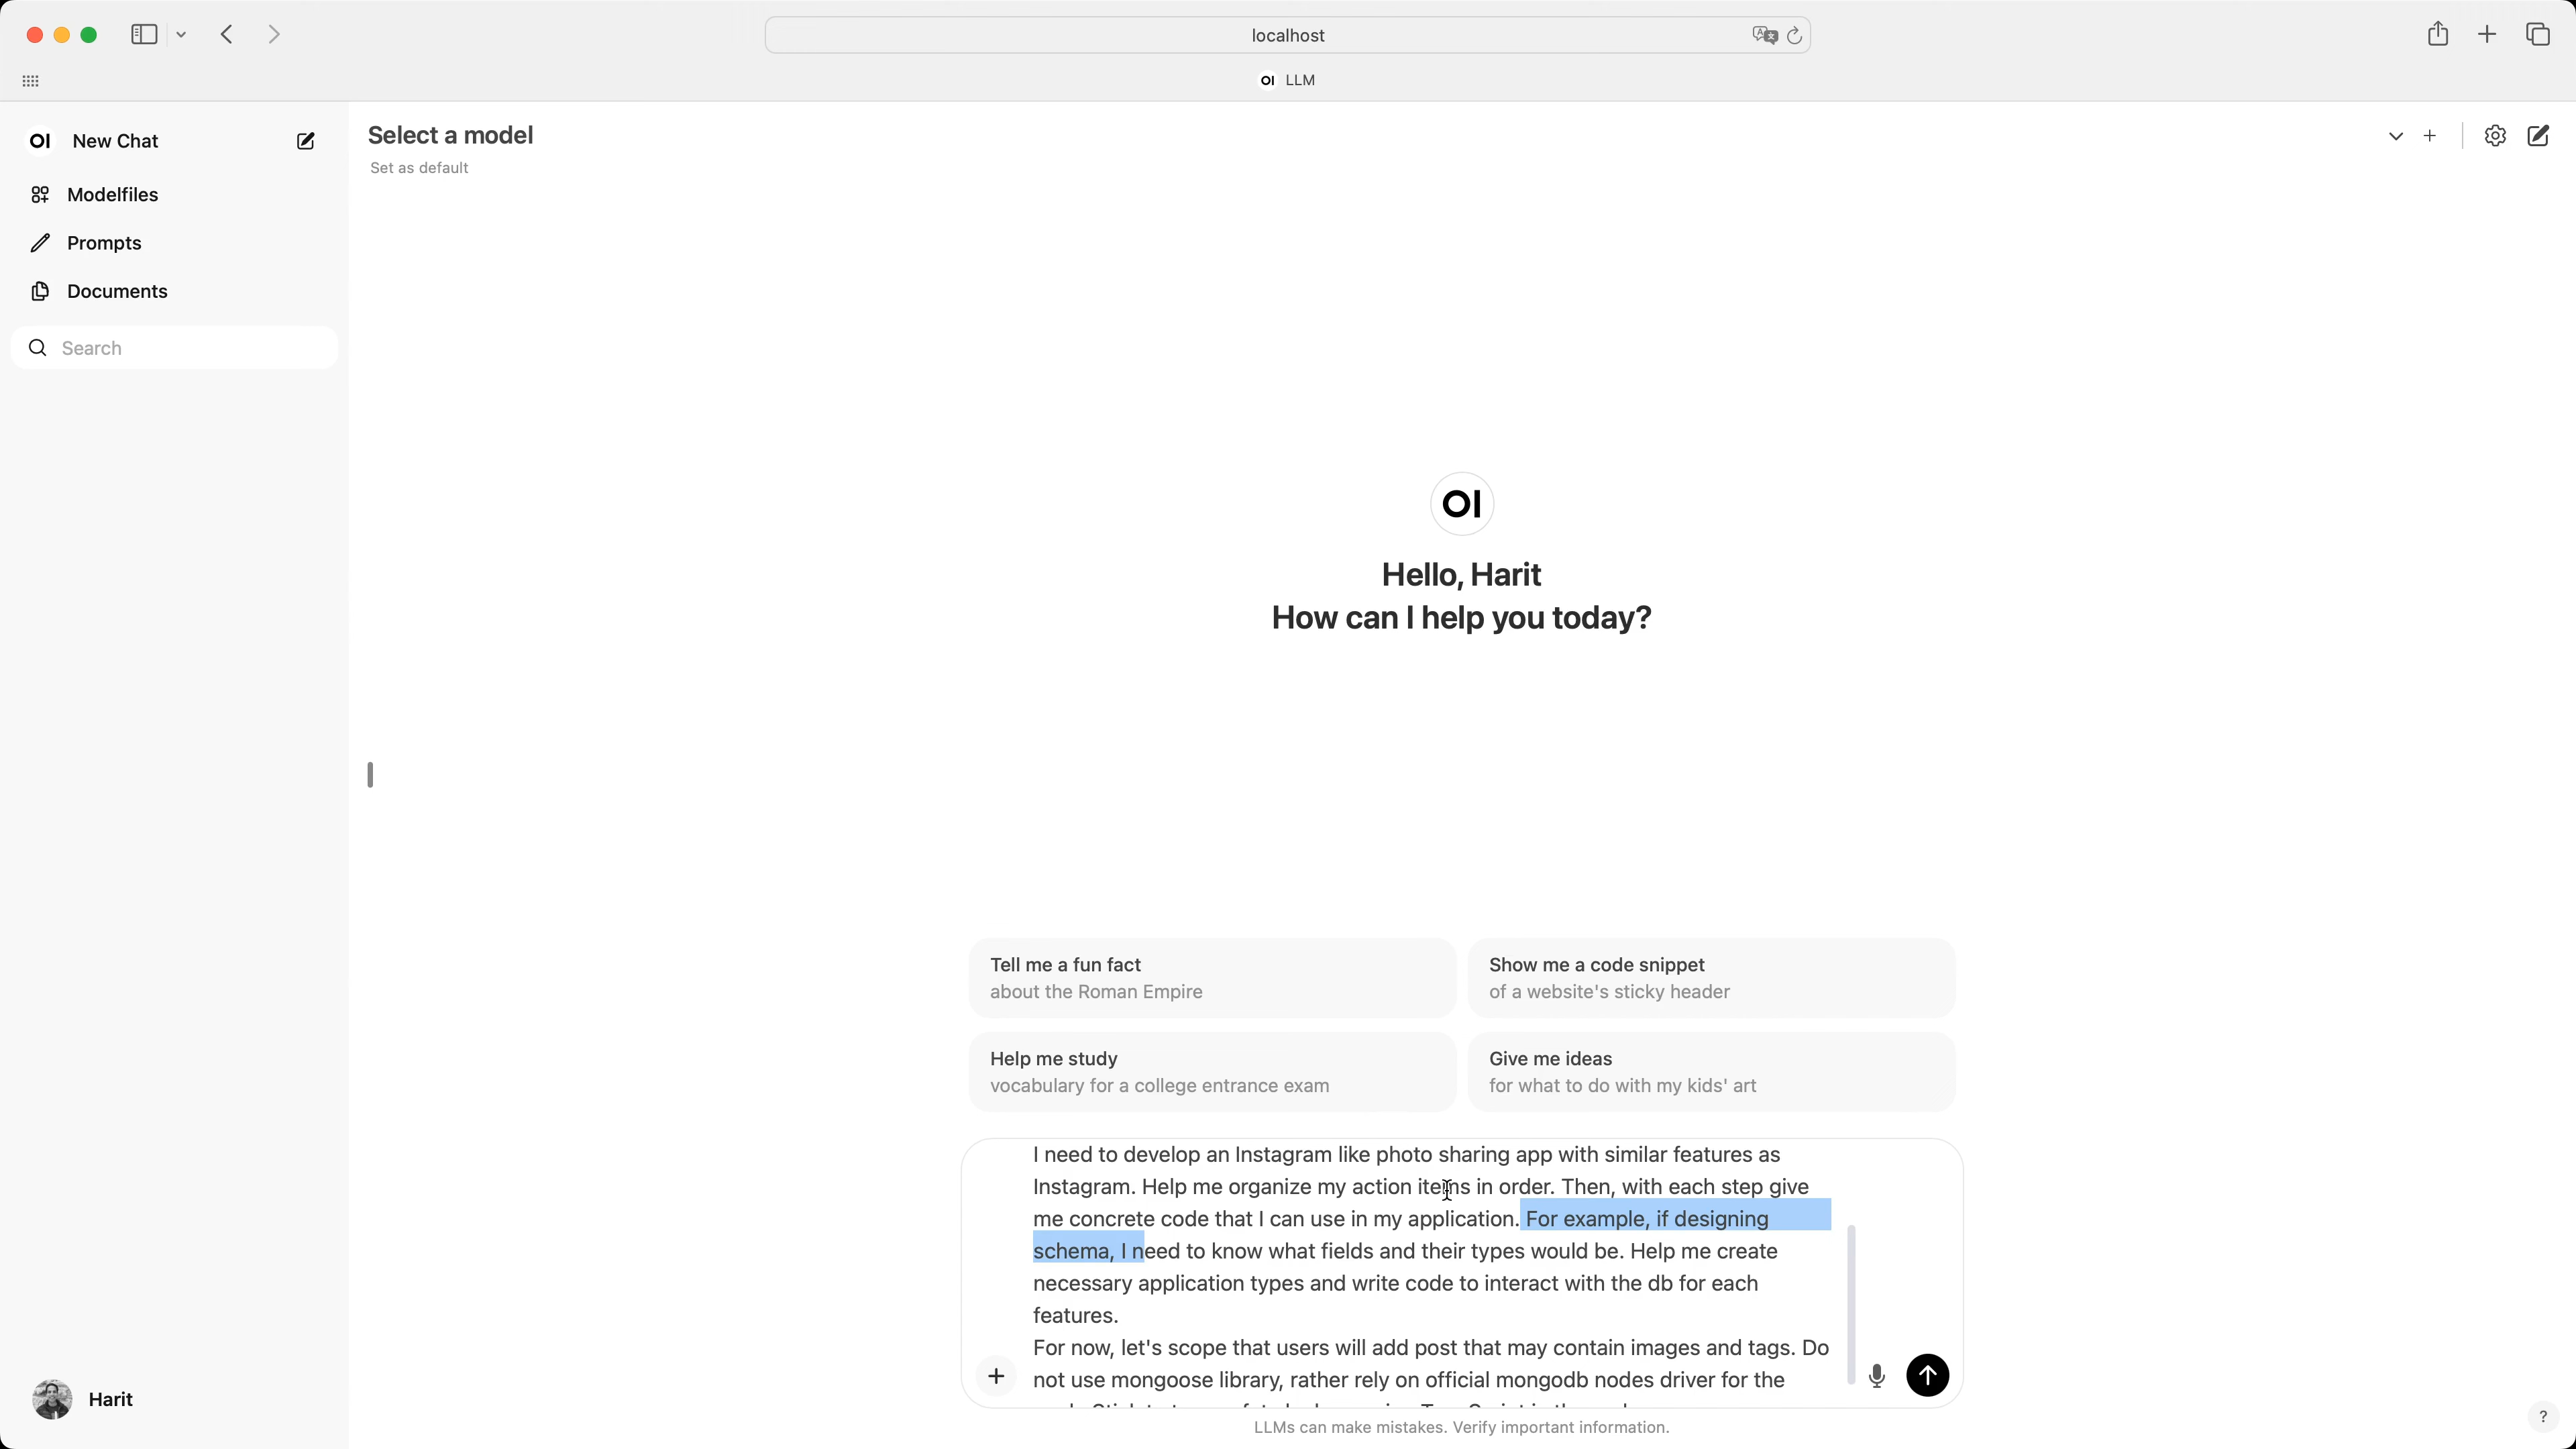 localhost
OI LLM
OI New Chat
Modelfiles
Prompts
Documents
Search
Harit
Select a model
Set as default
OI
Hello, Harit
How can I help you today?
Tell me a fun fact
about the Roman Empire
Show me a code snippet
of a website's sticky header
Help me study
vocabulary for a college entrance exam
Give me ideas
for what to do with my kids' art
I need to develop an Instagram like photo sharing app with similar features as
Instagram. Help me organize my action items in order. Then, with each step give
me concrete code that I can use in my application. For example, if designing
schema, I need to know what fields and their types would be. Help me create
necessary application types and write code to interact with the db for each
features.
For now, let's scope that users will add post that may contain images and tags. Do
not use mongoose library, rather rely on official mongodb nodes driver for the
LLMs can make mistakes. Verify important information.
?